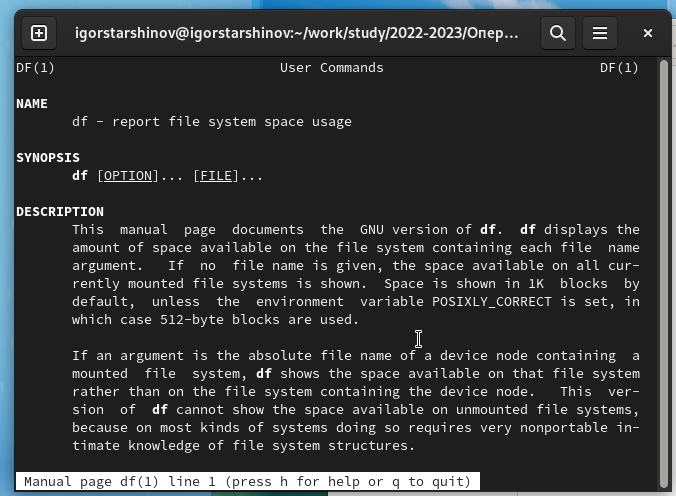 igorstarshinov@igorstarshinov:~/work/study/2022-2023/Опер...
DF(1) User Commands DF(1)
NAME
df - report file system space usage
SYNOPSIS
df [OPTION]... [FILE]...
DESCRIPTION
This manual page documents the GNU version of df. df displays the
amount of space available on the file system containing each file name
argument. If no file name is given, the space available on all cur-
rently mounted file systems is shown. Space is shown in 1K blocks by
default, unless the environment variable POSIXLY_CORRECT is set, in
which case 512-byte blocks are used.
If an argument is the absolute file name of a device node containing a
mounted file system, df shows the space available on that file system
rather than on the file system containing the device node. This ver-
sion of df cannot show the space available on unmounted file systems,
because on most kinds of systems doing so requires very nonportable in-
timate knowledge of file system structures.
Manual page df(1) line 1 (press h for help or q to quit)